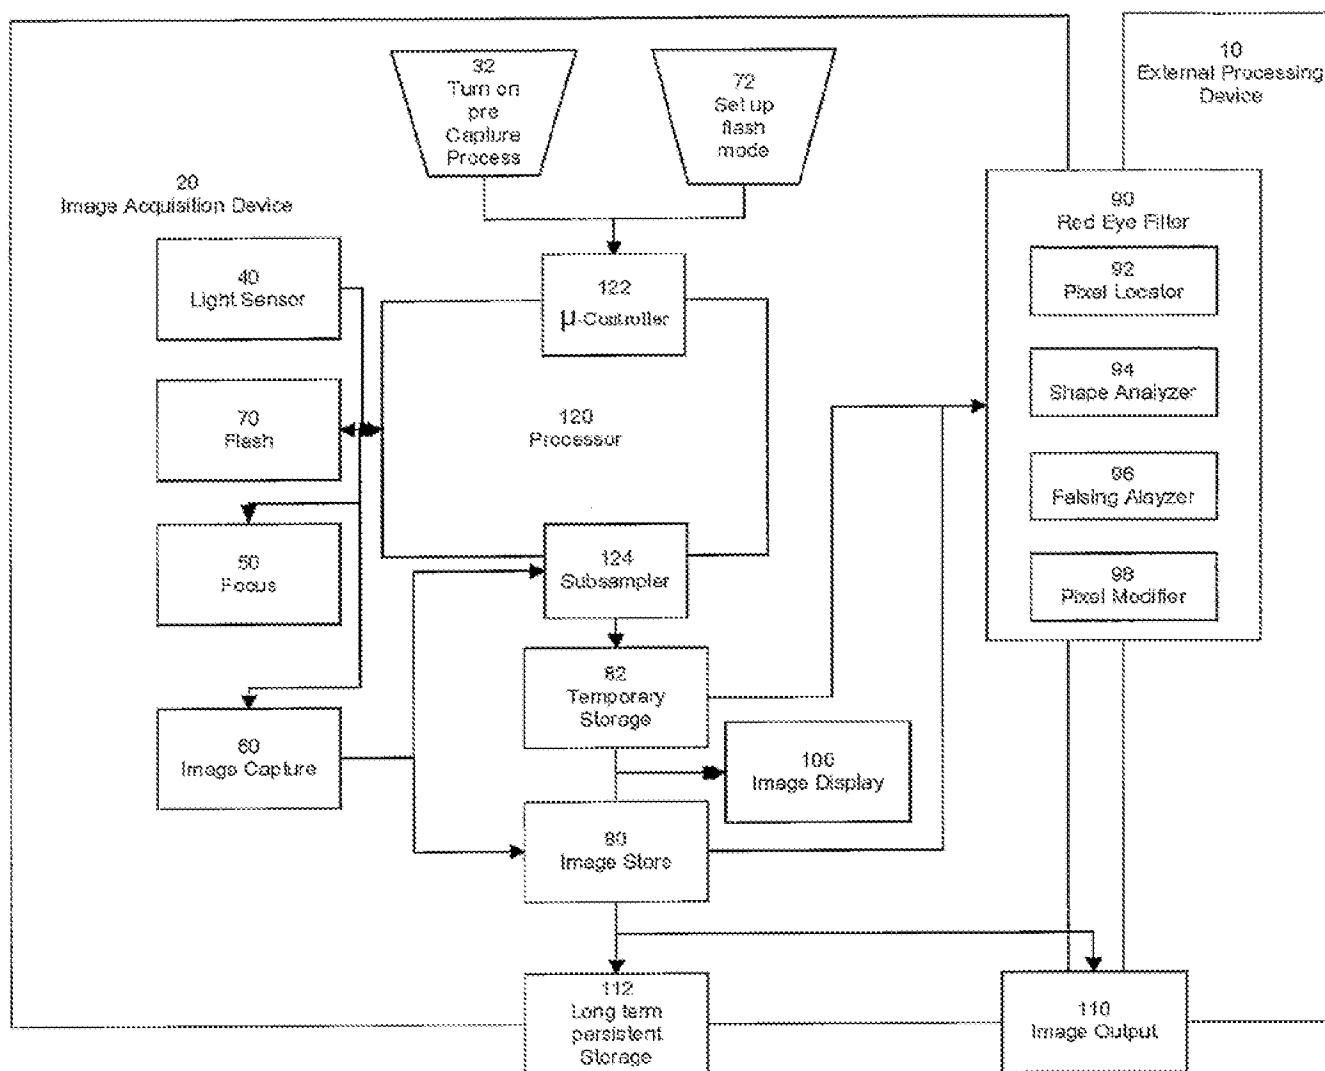 10
External Processing
Device
32
Turn on
pre
Capture
Process
72
Set up
flash
mode
20
Image Acquisition Device
90
Red Eye Filter
40
Light Sensor
122
μ-Controller
92
Pixel Locator
94
Shape Analyzer
70
Flash
120
Processor
96
Falsing Alayzer
50
Focus
124
Subsampler
98
Pixel Modifier
82
Temporary
Storage
60
Image Capture
106
Image Display
80
Image Store
112
Long term
persistent
Storage
110
Image Output